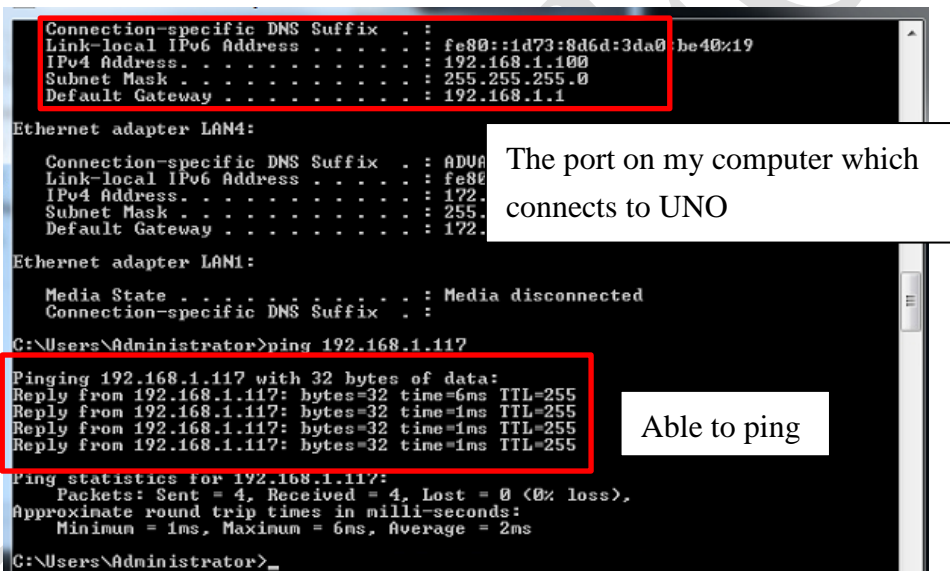 Connection-specific DNS Suffix . :
Link-local IPv6 Address . . . . . : fe80::1d73:8d6d:3da0:be40%19
IPv4 Address. . . . . . . . . . . : 192.168.1.100
Subnet Mask . . . . . . . . . . . : 255.255.255.0
Default Gateway . . . . . . . . . : 192.168.1.1
Ethernet adapter LAN4:
Connection-specific DNS Suffix . : ADVA
Link-local IPv6 Address . . . . . : fe80
IPv4 Address. . . . . . . . . . . : 172.
Subnet Mask . . . . . . . . . . . : 255.
Default Gateway . . . . . . . . . : 172.
The port on my computer which
connects to UNO
Ethernet adapter LAN1:
Media State . . . . . . . . . . . : Media disconnected
Connection-specific DNS Suffix . :
C:\Users\Administrator>ping 192.168.1.117
Pinging 192.168.1.117 with 32 bytes of data:
Reply from 192.168.1.117: bytes=32 time=6ms TTL=255
Reply from 192.168.1.117: bytes=32 time=1ms TTL=255
Reply from 192.168.1.117: bytes=32 time=1ms TTL=255
Reply from 192.168.1.117: bytes=32 time=1ms TTL=255
Able to ping
Ping statistics for 192.168.1.117:
Packets: Sent = 4, Received = 4, Lost = 0 (0% loss),
Approximate round trip times in milli-seconds:
Minimum = 1ms, Maximum = 6ms, Average = 2ms
C:\Users\Administrator>_